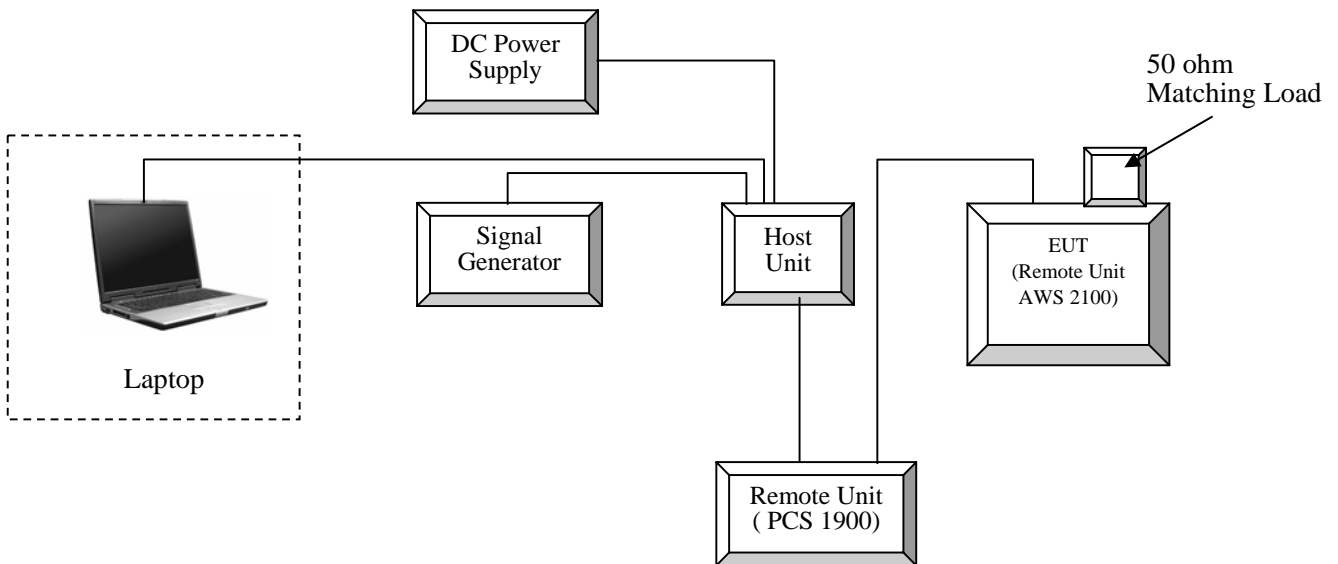 DC Power
Supply
50 ohm
Matching Load
Laptop
Signal
Generator
Host
Unit
EUT
(Remote Unit
AWS 2100)
Remote Unit
( PCS 1900)